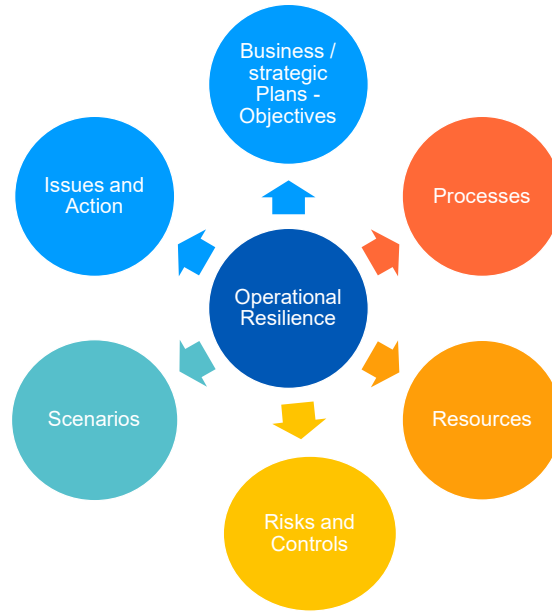 Business /
strategic
Plans -
Objectives
Issues and
Action
Processes
Operational
Resilience
Scenarios
Resources
Risks and
Controls